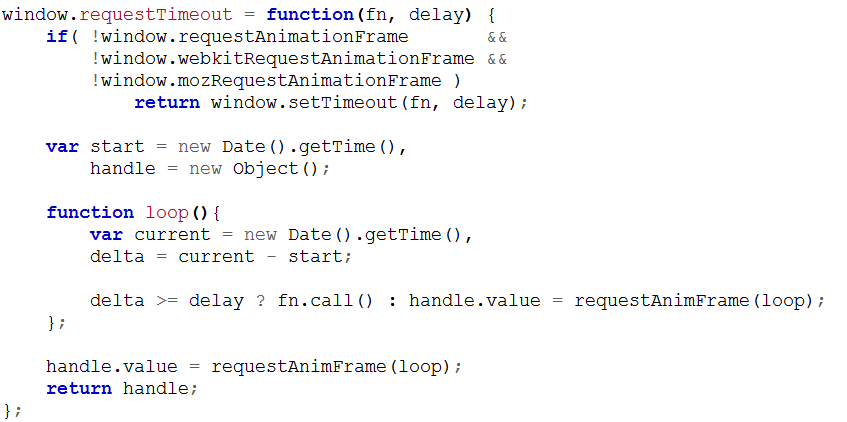 window.requestTimeout = function(fn, delay) {
    if( !window.requestAnimationFrame       &&
        !window.webkitRequestAnimationFrame &&
        !window.mozRequestAnimationFrame )
            return window.setTimeout(fn, delay);

    var start = new Date().getTime(),
        handle = new Object();

    function loop(){
        var current = new Date().getTime(),
        delta = current - start;

        delta >= delay ? fn.call() : handle.value = requestAnimFrame(loop);
    };

    handle.value = requestAnimFrame(loop);
    return handle;
};